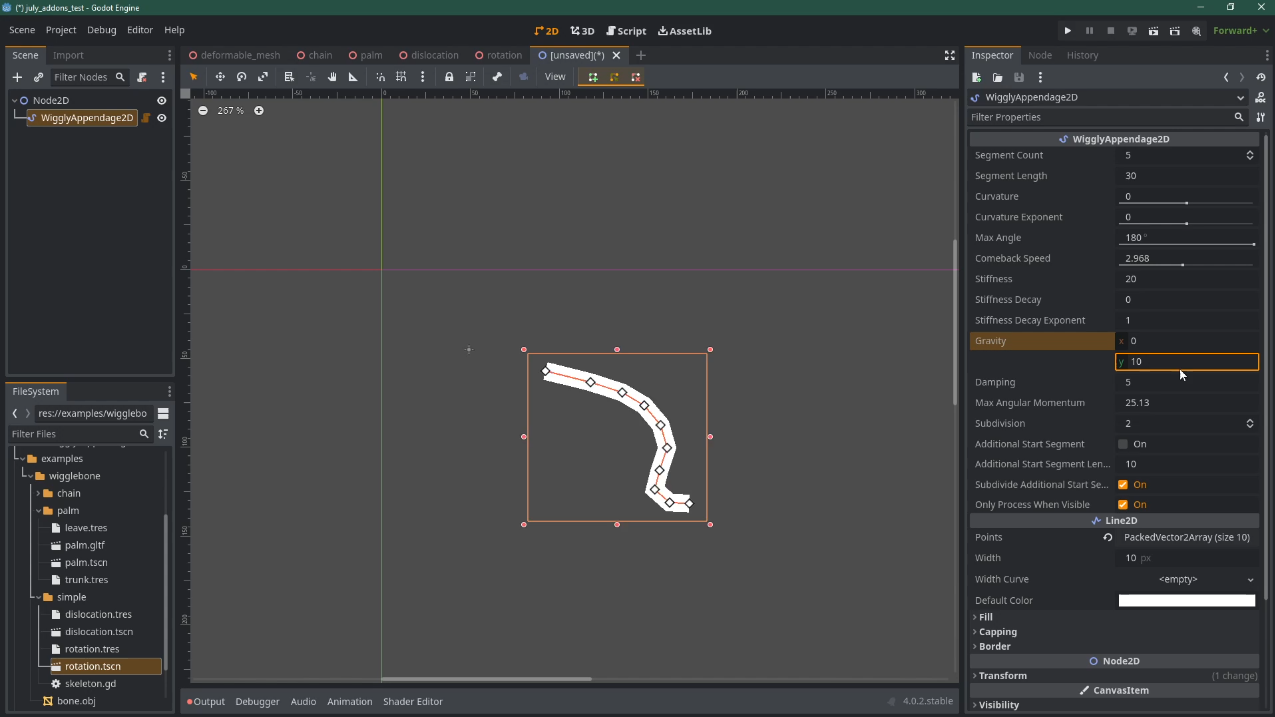 (*) july_addons_test - Godot Engine
Scene Project Debug Editor Help
2D 3D Script AssetLib
Forward+
Scene Import
deformable_mesh chain palm dislocation rotation [unsaved](*)
Inspector Node History
Filter Nodes
View
Node2D
WigglyAppendage2D
-100 -50 0 50 100 150 200 250 300
267 %
WigglyAppendage2D
Filter Properties
WigglyAppendage2D
Segment Count 5
Segment Length 30
Curvature 0
Curvature Exponent 0
Max Angle 180 °
Comeback Speed 2.968
Stiffness 20
Stiffness Decay 0
Stiffness Decay Exponent 1
Gravity x 0
y 10
Damping 5
Max Angular Momentum 25.13
Subdivision 2
Additional Start Segment On
Additional Start Segment Len... 10
Subdivide Additional Start Se... On
Only Process When Visible On
Line2D
Points PackedVector2Array (size 10)
Width 10 px
Width Curve <empty>
Default Color
Fill
Capping
Border
Node2D
Transform (1 change)
CanvasItem
Visibility
FileSystem
res://examples/wigglebo
Filter Files
examples
wigglebone
chain
palm
leave.tres
palm.gltf
palm.tscn
trunk.tres
simple
dislocation.tres
dislocation.tscn
rotation.tres
rotation.tscn
skeleton.gd
bone.obj
Output Debugger Audio Animation Shader Editor
4.0.2.stable